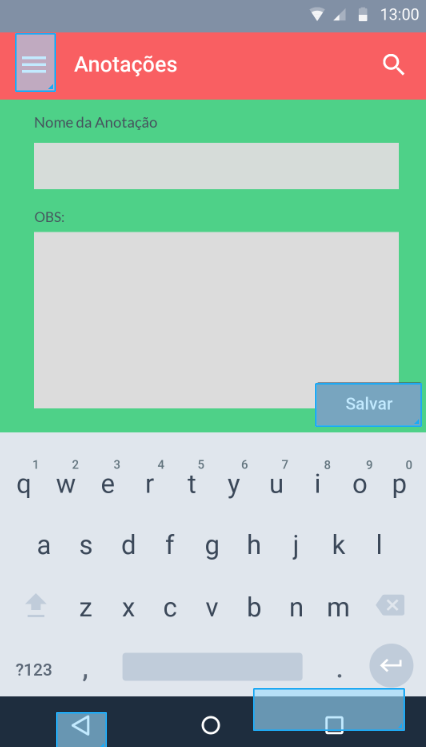 13:00
Anotações
Nome da Anotação
OBS:
Salvar
1 2 3 4 5 6 7 8 9 0
q w e r t y u i o p
a s d f g h j k l
z x c v b n m
?123 , .